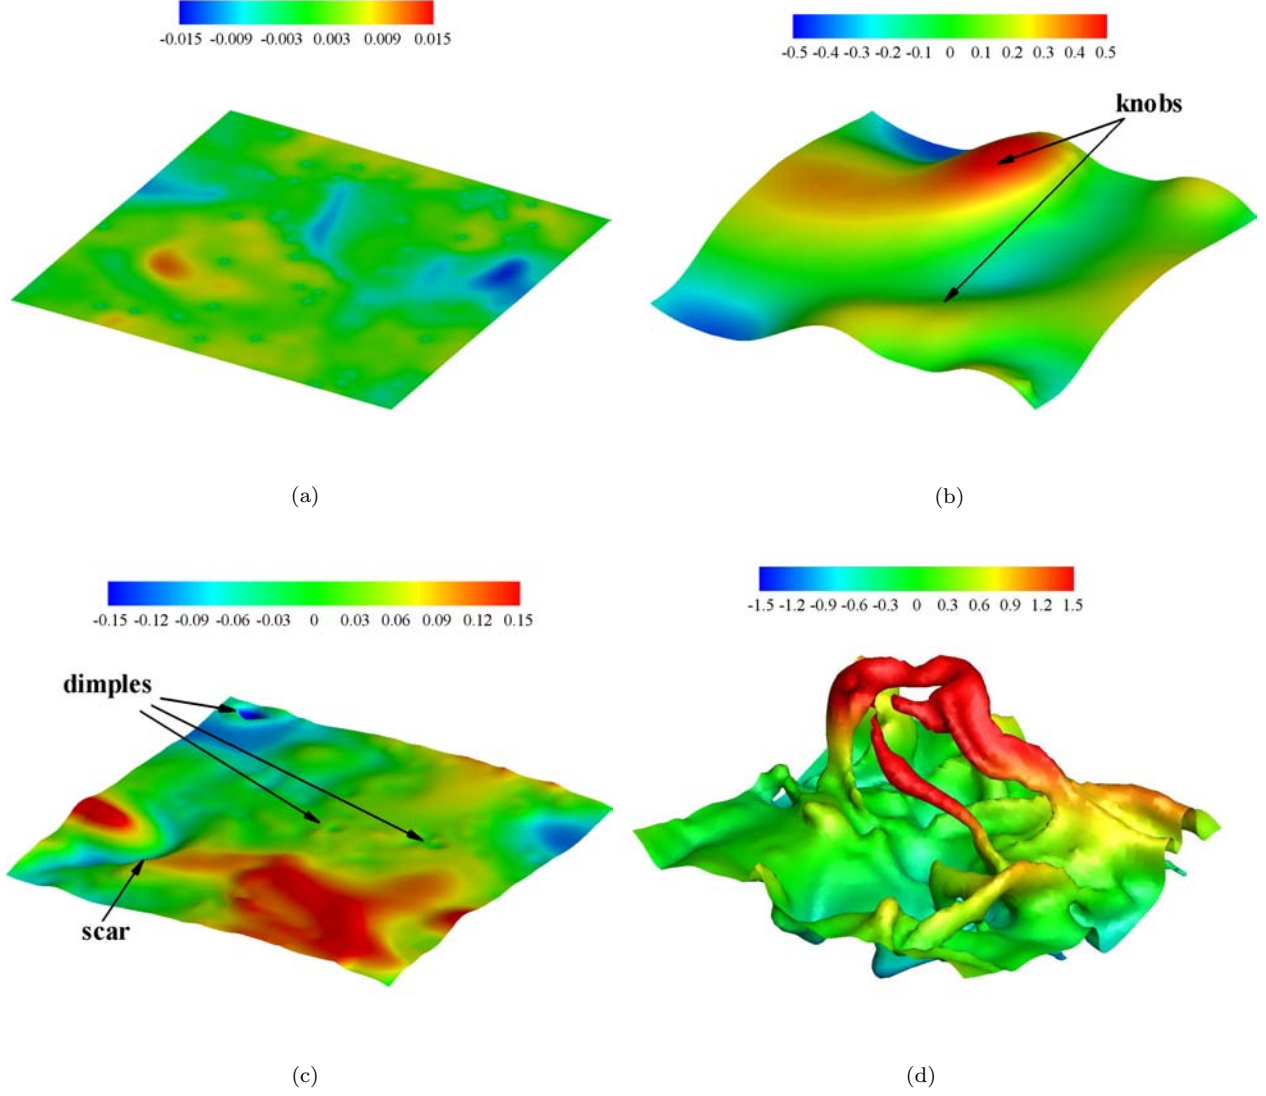 -0.015 -0.009 -0.003 0.003 0.009 0.015
-0.5 -0.4 -0.3 -0.2 -0.1 0 0.1 0.2 0.3 0.4 0.5
knobs
(a)
(b)
-0.15 -0.12 -0.09 -0.06 -0.03 0 0.03 0.06 0.09 0.12 0.15
-1.5 -1.2 -0.9 -0.6 -0.3 0 0.3 0.6 0.9 1.2 1.5
dimples
scar
(c)
(d)